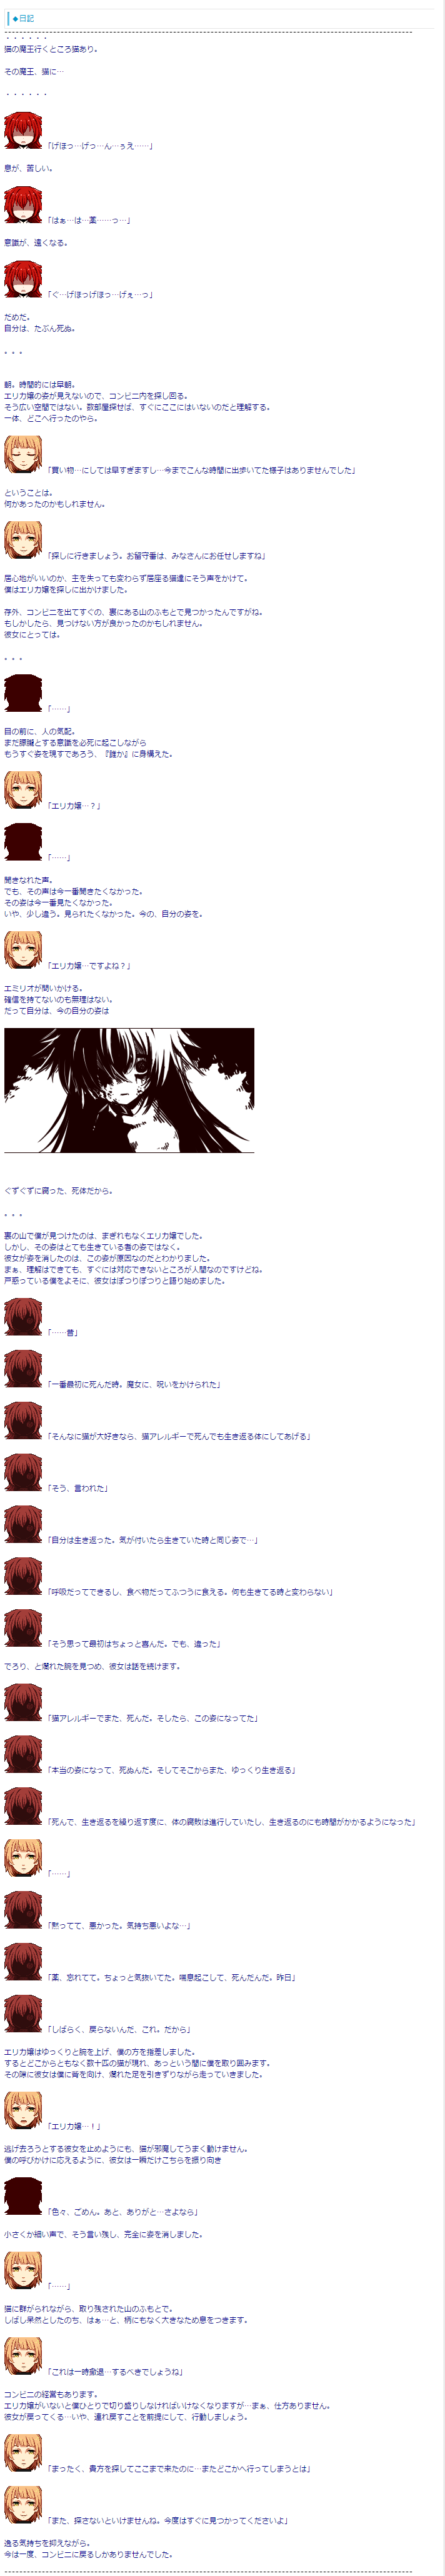 ◆日記
・・・・・・
猫の魔王行くところ猫あり。
その魔王、猫に…
・・・・・・
「げほっ…げっ…ん…ぅえ……」
息が、苦しい。
「はぁ…は…薬……っ…」
意識が、遠くなる。
「ぐ…げほっげほっ…げぇ…っ」
だめだ。
自分は、たぶん死ぬ。
。。。
朝。時間的には早朝。
エリカ嬢の姿が見えないので、コンビニ内を探し回る。
そう広い空間ではない。数部屋探せば、すぐにここにはいないのだと理解する。
一体、どこへ行ったのやら。
「買い物…にしては早すぎますし…今までこんな時間に出歩いてた様子はありませんでした」
ということは。
何かあったのかもしれません。
「探しに行きましょう。お留守番は、みなさんにお任せしますね」
居心地がいいのか、主を失っても変わらず居座る猫達にそう声をかけて。
僕はエリカ嬢を探しに出かけました。
存外、コンビニを出てすぐの、裏にある山のふもとで見つかったんですがね。
もしかしたら、見つけない方が良かったのかもしれません。
彼女にとっては。
。。。
「……」
目の前に、人の気配。
まだ朦朧とする意識を必死に起こしながら
もうすぐ姿を現すであろう、『誰か』に身構えた。
「エリカ嬢…？」
「……」
聞きなれた声。
でも、その声は今一番聞きたくなかった。
その姿は今一番見たくなかった。
いや、少し違う。見られたくなかった。今の、自分の姿を。
「エリカ嬢…ですよね？」
エミリオが問いかける。
確信を持てないのも無理はない。
だって自分は、今の自分の姿は
ぐずぐずに腐った、死体だから。
。。。
裏の山で僕が見つけたのは、まぎれもなくエリカ嬢でした。
しかし、その姿はとても生きている者の姿ではなく。
彼女が姿を消したのは、この姿が原因なのだとわかりました。
まぁ、理解はできても、すぐには対応できないところが人間なのですけどね。
戸惑っている僕をよそに、彼女はぽつりぽつりと語り始めました。
「……昔」
「一番最初に死んだ時。魔女に、呪いをかけられた」
「そんなに猫が大好きなら、猫アレルギーで死んでも生き返る体にしてあげる」
「そう、言われた」
「自分は生き返った。気が付いたら生きていた時と同じ姿で…」
「呼吸だってできるし、食べ物だってふつうに食える。何も生きてる時と変わらない」
「そう思って最初はちょっと喜んだ。でも、違った」
でろり、と爛れた腕を見つめ、彼女は話を続けます。
「猫アレルギーでまた、死んだ。そしたら、この姿になってた」
「本当の姿になって、死ぬんだ。そしてそこからまた、ゆっくり生き返る」
「死んで、生き返るを繰り返す度に、体の腐敗は進行していたし、生き返るのにも時間がかかるようになった」
「……」
「黙ってて、悪かった。気持ち悪いよな…」
「薬、忘れてて。ちょっと気抜いてた。喘息起こして、死んだんだ。昨日」
「しばらく、戻らないんだ、これ。だから」
エリカ嬢はゆっくりと腕を上げ、僕の方を指差しました。
するとどこからともなく数十匹の猫が現れ、あっという間に僕を取り囲みます。
その隙に彼女は僕に背を向け、爛れた足を引きずりながら走っていきました。
「エリカ嬢…！」
逃げ去ろうとする彼女を止めようにも、猫が邪魔してうまく動けません。
僕の呼びかけに応えるように、彼女は一瞬だけこちらを振り向き
「色々、ごめん。あと、ありがと…さよなら」
小さくか細い声で、そう言い残し、完全に姿を消しました。
「……」
猫に群がられながら、取り残された山のふもとで。
しばし呆然としたのち、はぁ…と、柄にもなく大きなため息をつきます。
「これは一時撤退…するべきでしょうね」
コンビニの経営もあります。
エリカ嬢がいないと僕ひとりで切り盛りしなければいけなくなりますが…まぁ、仕方ありません。
彼女が戻ってくる…いや、連れ戻すことを前提にして、行動しましょう。
「まったく、貴方を探してここまで来たのに…またどこかへ行ってしまうとは」
「また、探さないといけませんね。今度はすぐに見つかってくださいよ」
逸る気持ちを抑えながら。
今は一度、コンビニに戻るしかありませんでした。